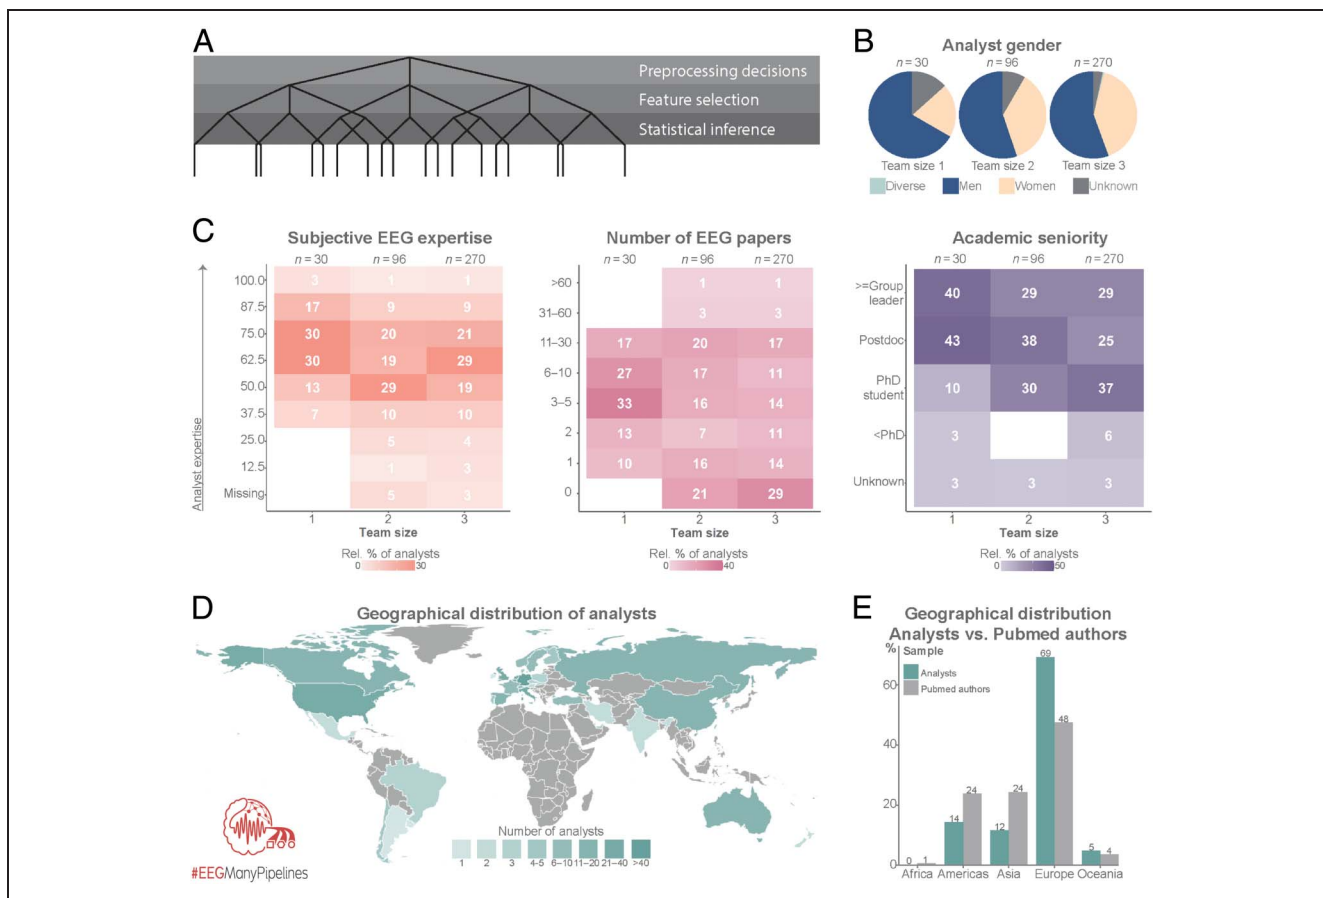 A
Preprocessing decisions
Feature selection
Statistical inference
B
Analyst gender
n = 30
n = 96
n = 270
Team size 1
Team size 2
Team size 3
Diverse
Men
Women
Unknown
C
Subjective EEG expertise
n = 30
n = 96
n = 270
Analyst expertise
100.0 3 1 1
87.5 17 9 9
75.0 30 20 21
62.5 30 19 29
50.0 13 29 19
37.5 7 10 10
25.0 5 4
12.5 1 3
Missing 5 3
1 2 3
Team size
Rel. % of analysts
0 30
Number of EEG papers
n = 30
n = 96
n = 270
>60 1 1
31–60 3 3
11–30 17 20 17
6–10 27 17 11
3–5 33 16 14
2 13 7 11
1 10 16 14
0 21 29
1 2 3
Team size
Rel. % of analysts
0 40
Academic seniority
n = 30
n = 96
n = 270
>=Group
leader
40 29 29
Postdoc 43 38 25
PhD
student
10 30 37
<PhD 3 6
Unknown 3 3 3
1 2 3
Team size
Rel. % of analysts
0 50
D
Geographical distribution of analysts
Number of analysts
1 2 3 4-5 6–10 11–20 21–40 >40
#EEGManyPipelines
E
Geographical distribution
Analysts vs. Pubmed authors
%
Sample
Analysts
Pubmed authors
60
40
20
0
0 1
14 24
12 24
69 48
5 4
Africa Americas Asia Europe Oceania